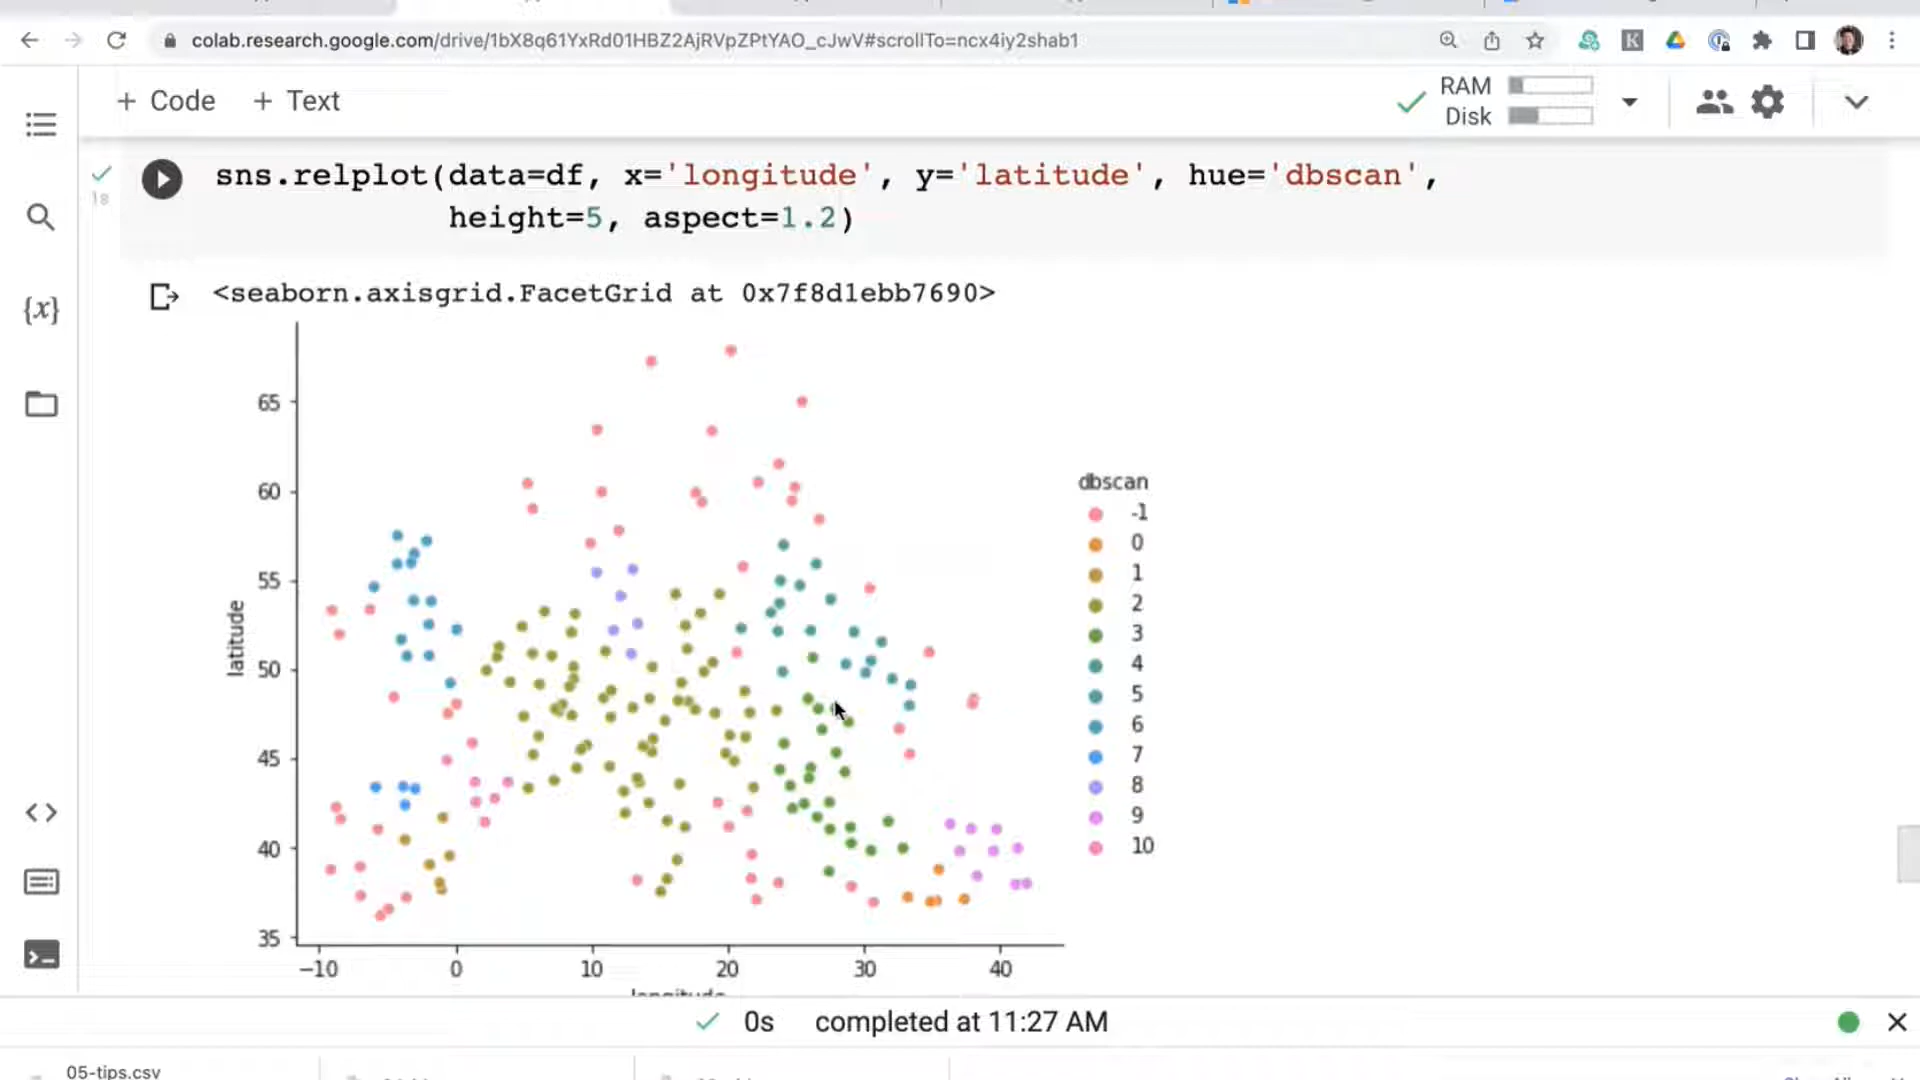 colab.research.google.com/drive/1bX8q61YxRd01HBZ2AjRVpZPtYAO_cJwV#scrollTo=ncx4iy2shab1
+ Code + Text
RAM
Disk
sns.relplot(data=df, x='longitude', y='latitude', hue='dbscan',
height=5, aspect=1.2)
18
{x}
<seaborn.axisgrid.FacetGrid at 0x7f8d1ebb7690>
65
60
55
50
45
40
35
latitude
-10 0 10 20 30 40
longitude
dbscan
-1
0
1
2
3
4
5
6
7
8
9
10
0s completed at 11:27 AM
05-tips.csv